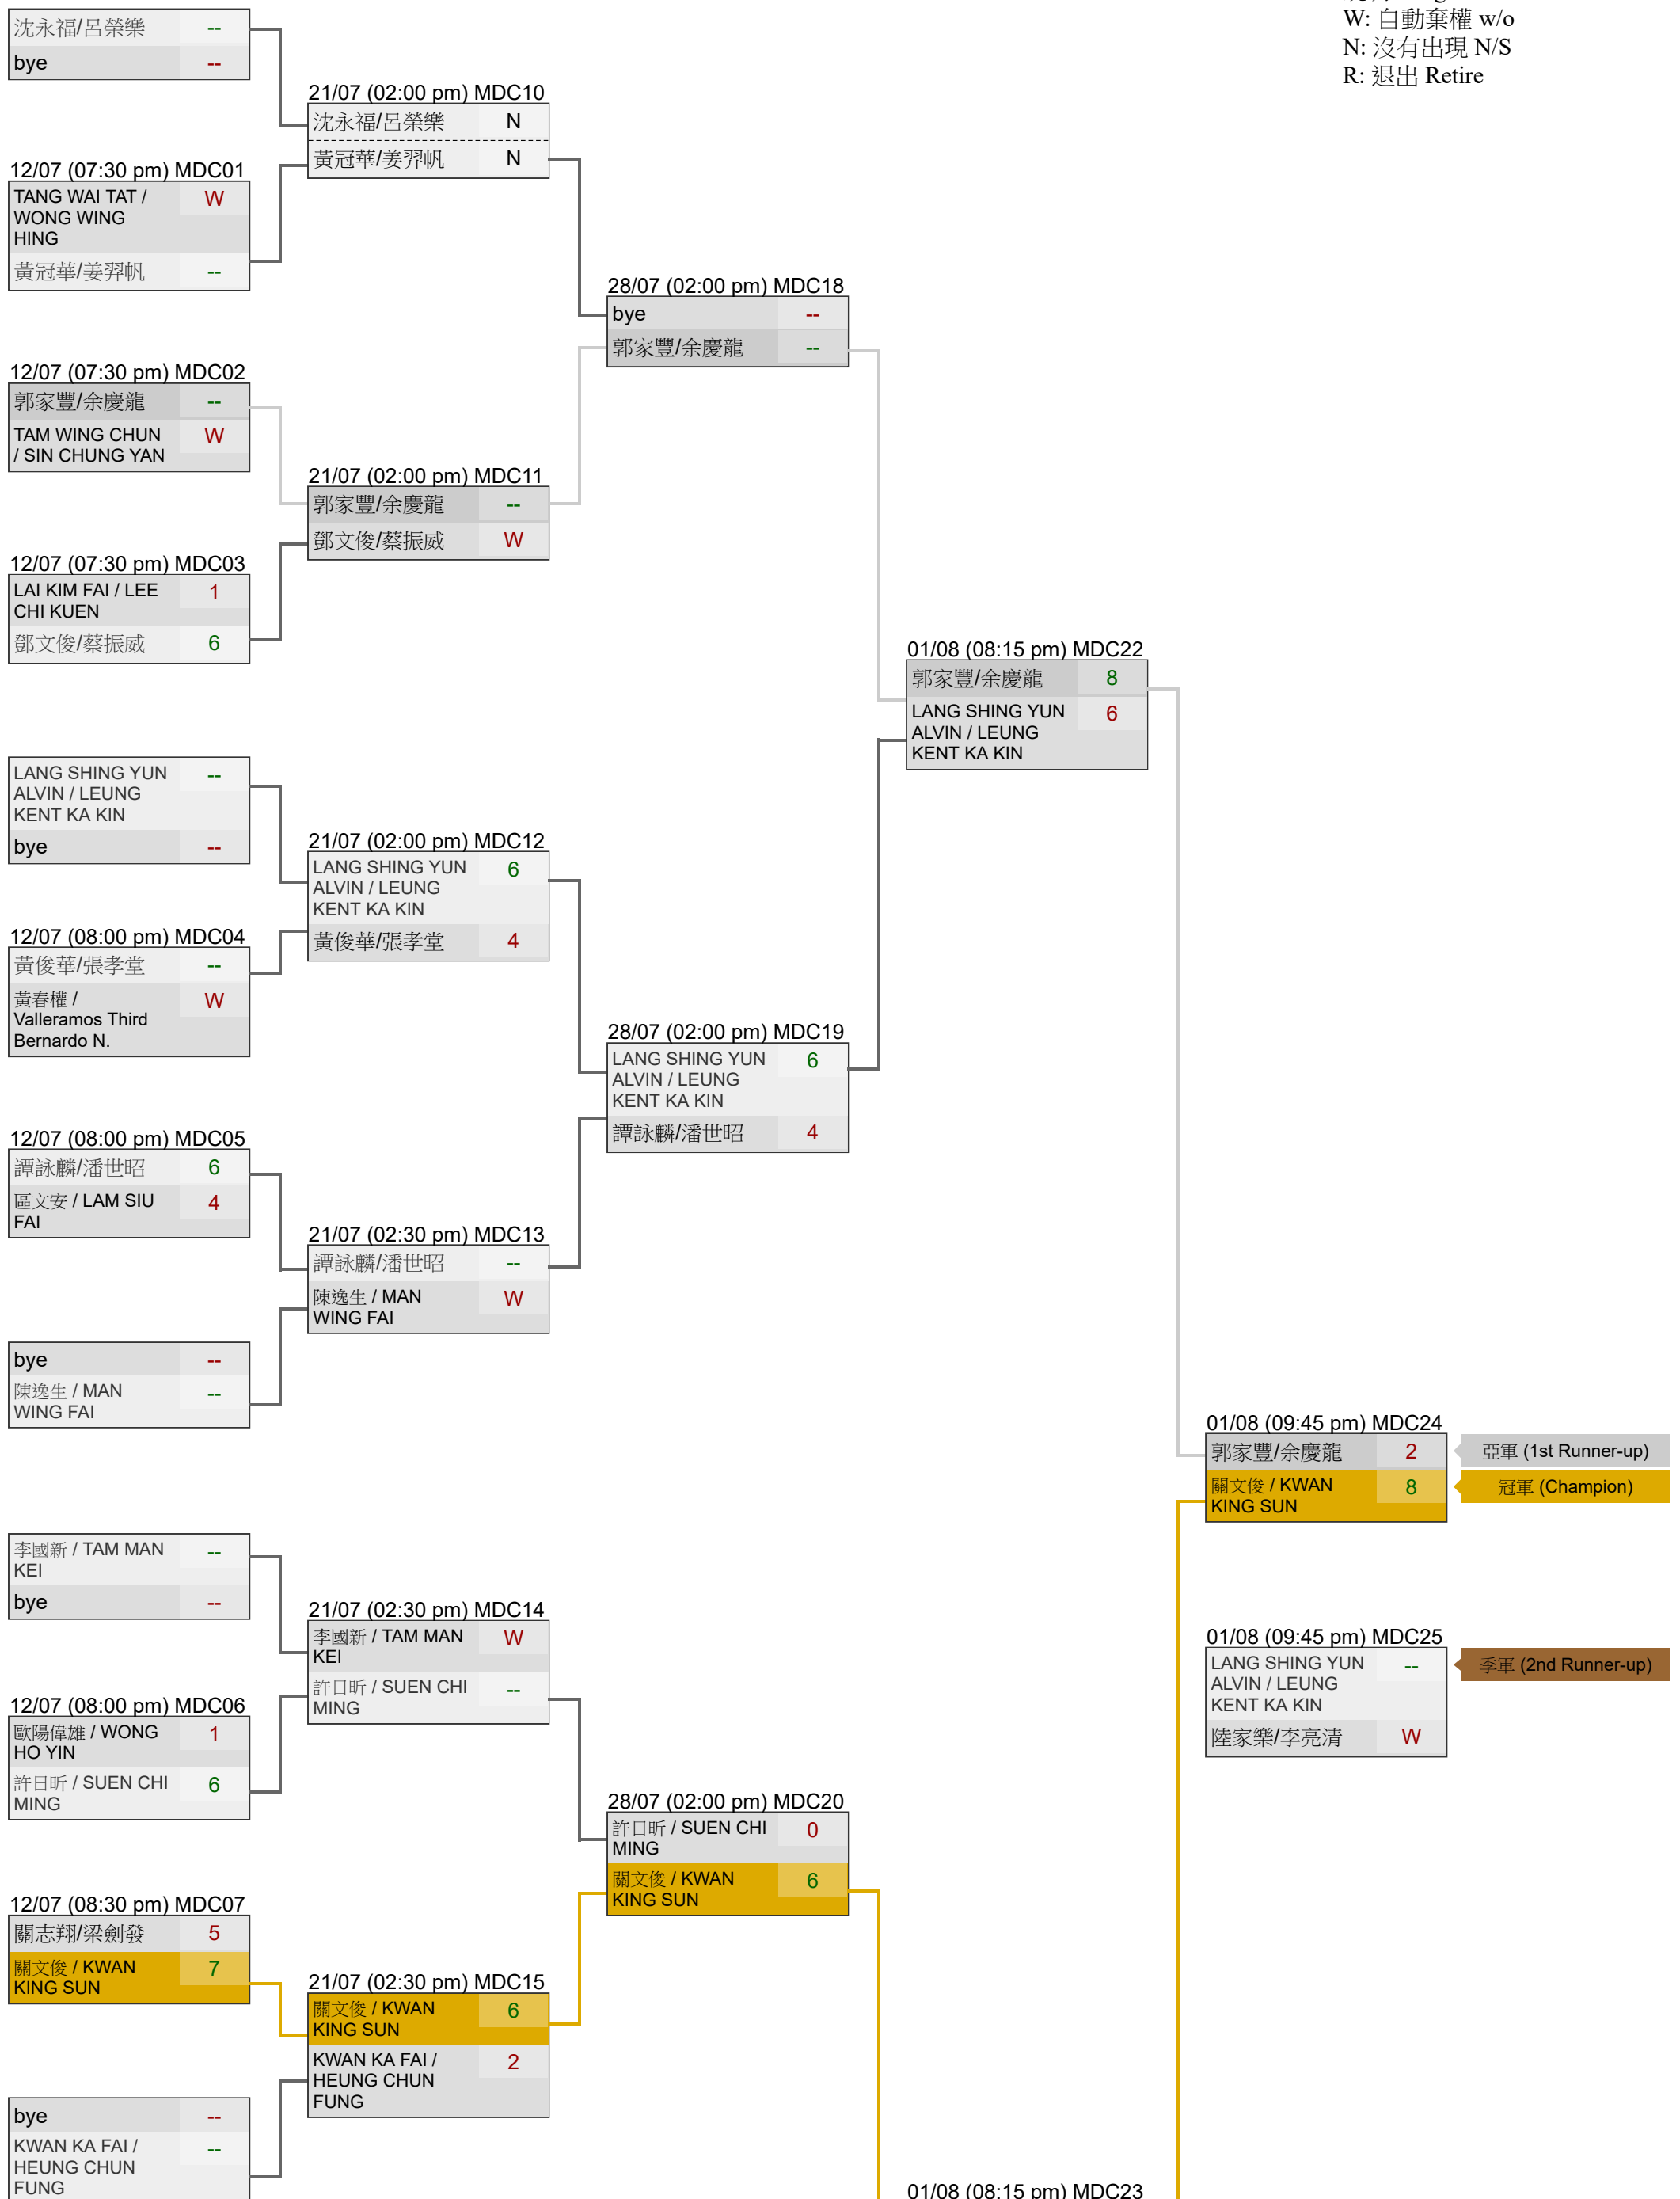 W: 自動棄權 w/o
N: 沒有出現 N/S
R: 退出 Retire
沈永福/呂榮樂 --
bye --
12/07 (07:30 pm) MDC01
TANG WAI TAT / W
WONG WING
HING
黃冠華/姜羿帆 --
12/07 (07:30 pm) MDC02
郭家豐/余慶龍 --
TAM WING CHUN W
/ SIN CHUNG YAN
12/07 (07:30 pm) MDC03
LAI KIM FAI / LEE 1
CHI KUEN
鄧文俊/蔡振威 6
LANG SHING YUN --
ALVIN / LEUNG
KENT KA KIN
bye --
12/07 (08:00 pm) MDC04
黃俊華/張孝堂 --
黃春權 / W
Valleramos Third
Bernardo N.
12/07 (08:00 pm) MDC05
譚詠麟/潘世昭 6
區文安 / LAM SIU 4
FAI
bye --
陳逸生 / MAN --
WING FAI
李國新 / TAM MAN --
KEI
bye --
12/07 (08:00 pm) MDC06
歐陽偉雄 / WONG 1
HO YIN
許日昕 / SUEN CHI 6
MING
12/07 (08:30 pm) MDC07
關志翔/梁劍發 5
關文俊 / KWAN 7
KING SUN
bye --
KWAN KA FAI / --
HEUNG CHUN
FUNG
21/07 (02:00 pm) MDC10
沈永福/呂榮樂 N
黃冠華/姜羿帆 N
21/07 (02:00 pm) MDC11
郭家豐/余慶龍 --
鄧文俊/蔡振威 W
21/07 (02:00 pm) MDC12
LANG SHING YUN 6
ALVIN / LEUNG
KENT KA KIN
黃俊華/張孝堂 4
21/07 (02:30 pm) MDC13
譚詠麟/潘世昭 --
陳逸生 / MAN W
WING FAI
21/07 (02:30 pm) MDC14
李國新 / TAM MAN W
KEI
許日昕 / SUEN CHI --
MING
21/07 (02:30 pm) MDC15
關文俊 / KWAN 6
KING SUN
KWAN KA FAI / 2
HEUNG CHUN
FUNG
28/07 (02:00 pm) MDC18
bye --
郭家豐/余慶龍 --
28/07 (02:00 pm) MDC19
LANG SHING YUN 6
ALVIN / LEUNG
KENT KA KIN
譚詠麟/潘世昭 4
28/07 (02:00 pm) MDC20
許日昕 / SUEN CHI 0
MING
關文俊 / KWAN 6
KING SUN
01/08 (08:15 pm) MDC22
郭家豐/余慶龍 8
LANG SHING YUN 6
ALVIN / LEUNG
KENT KA KIN
01/08 (08:15 pm) MDC23
01/08 (09:45 pm) MDC24
郭家豐/余慶龍 2 亞軍 (1st Runner-up)
關文俊 / KWAN 8 冠軍 (Champion)
KING SUN
01/08 (09:45 pm) MDC25
LANG SHING YUN -- 季軍 (2nd Runner-up)
ALVIN / LEUNG
KENT KA KIN
陸家樂/李亮清 W